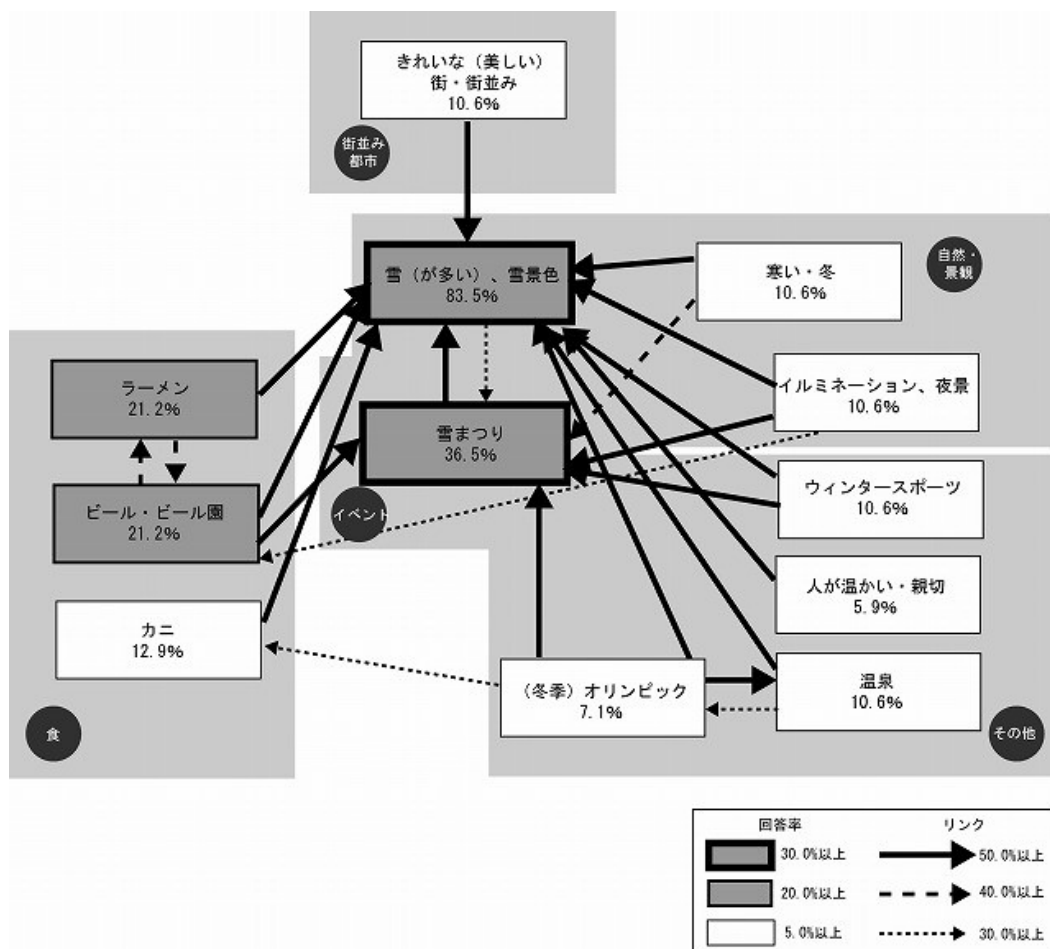 きれいな（美しい）
街・街並み
10.6%
街並み
都市
雪（が多い）、雪景色
83.5%
寒い・冬
10.6%
自然・
景観
ラーメン
21.2%
イルミネーション、夜景
10.6%
雪まつり
36.5%
ビール・ビール園
21.2%
イベント
ウィンタースポーツ
10.6%
人が温かい・親切
5.9%
カニ
12.9%
（冬季）オリンピック
7.1%
温泉
10.6%
食
その他
回答率
リンク
30.0%以上
50.0%以上
20.0%以上
40.0%以上
5.0%以上
30.0%以上